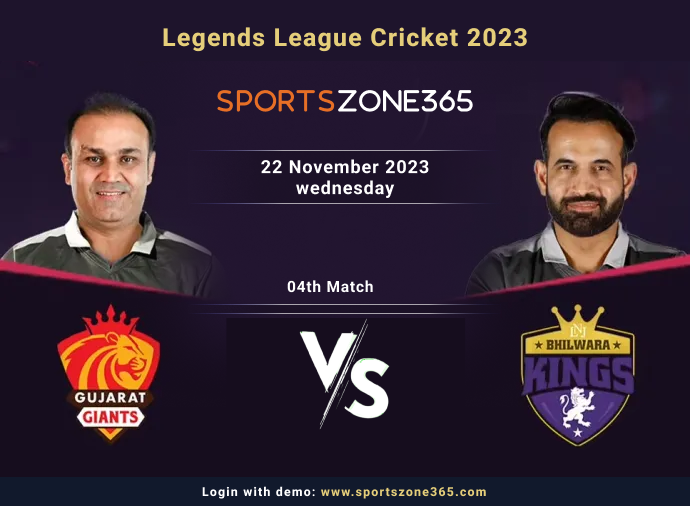 Legends League Cricket 2023
SPORTSZONE365
22 November 2023
wednesday
04th Match
VS
GUJARAT
GIANTS
LNJ
BHILWARA
KINGS
Login with demo: www.sportszone365.com